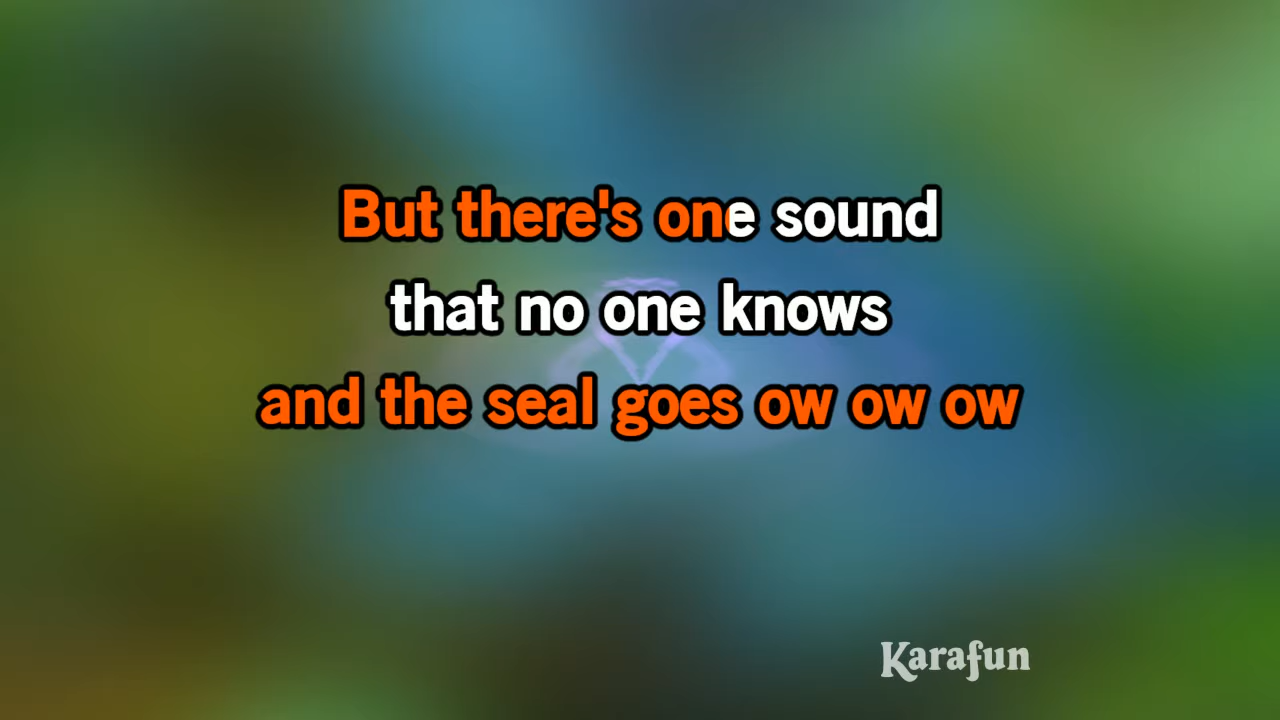 But there's one sound
that no one knows
and the seal goes ow ow ow
Karafun